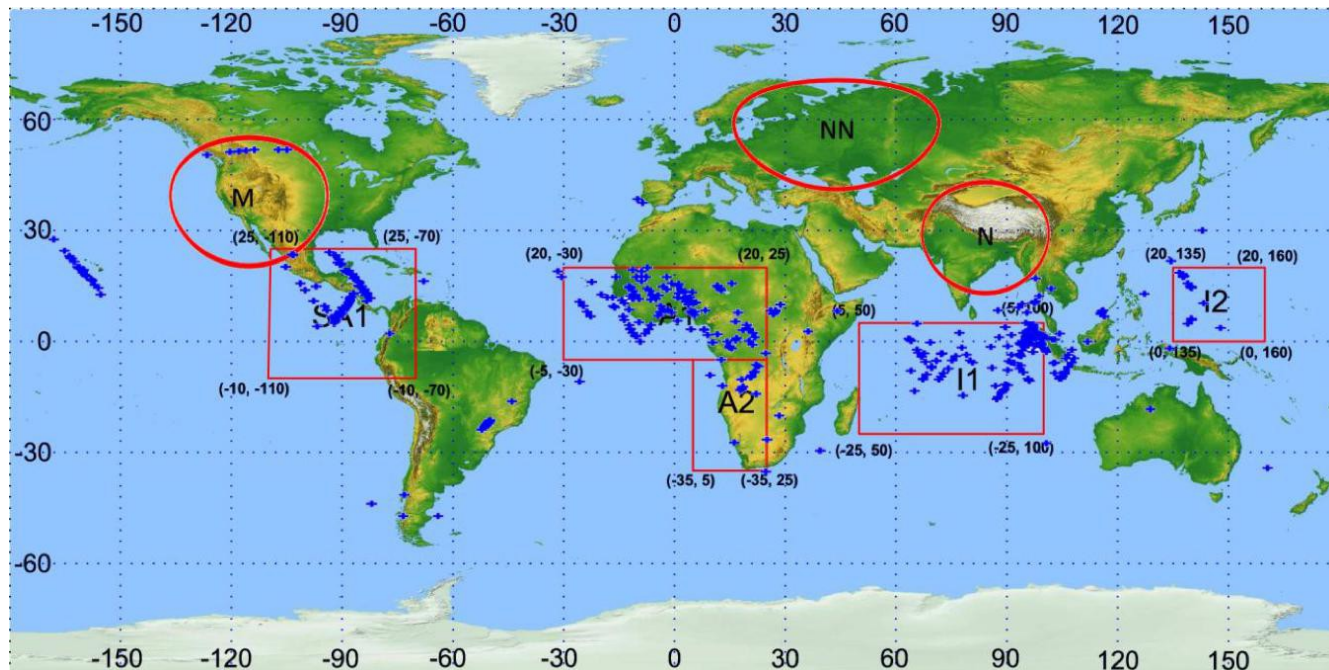 -150 -120 -90 -60 -30 0 30 60 90 120 150
60
NN
M
30
N
(25, -110) (25, -70)
(20, -30) (20, 25)
(20, 135) (20, 160)
I2
SA1
(5, 50) (5, 100)
0
(0, 135) (0, 160)
(-5, -30)
(-10, -110) (-10, -70)
I1
A2
-30
(-25, 50) (-25, 100)
(-35, 5) (-35, 25)
-60
-150 -120 -90 -60 -30 0 30 60 90 120 150